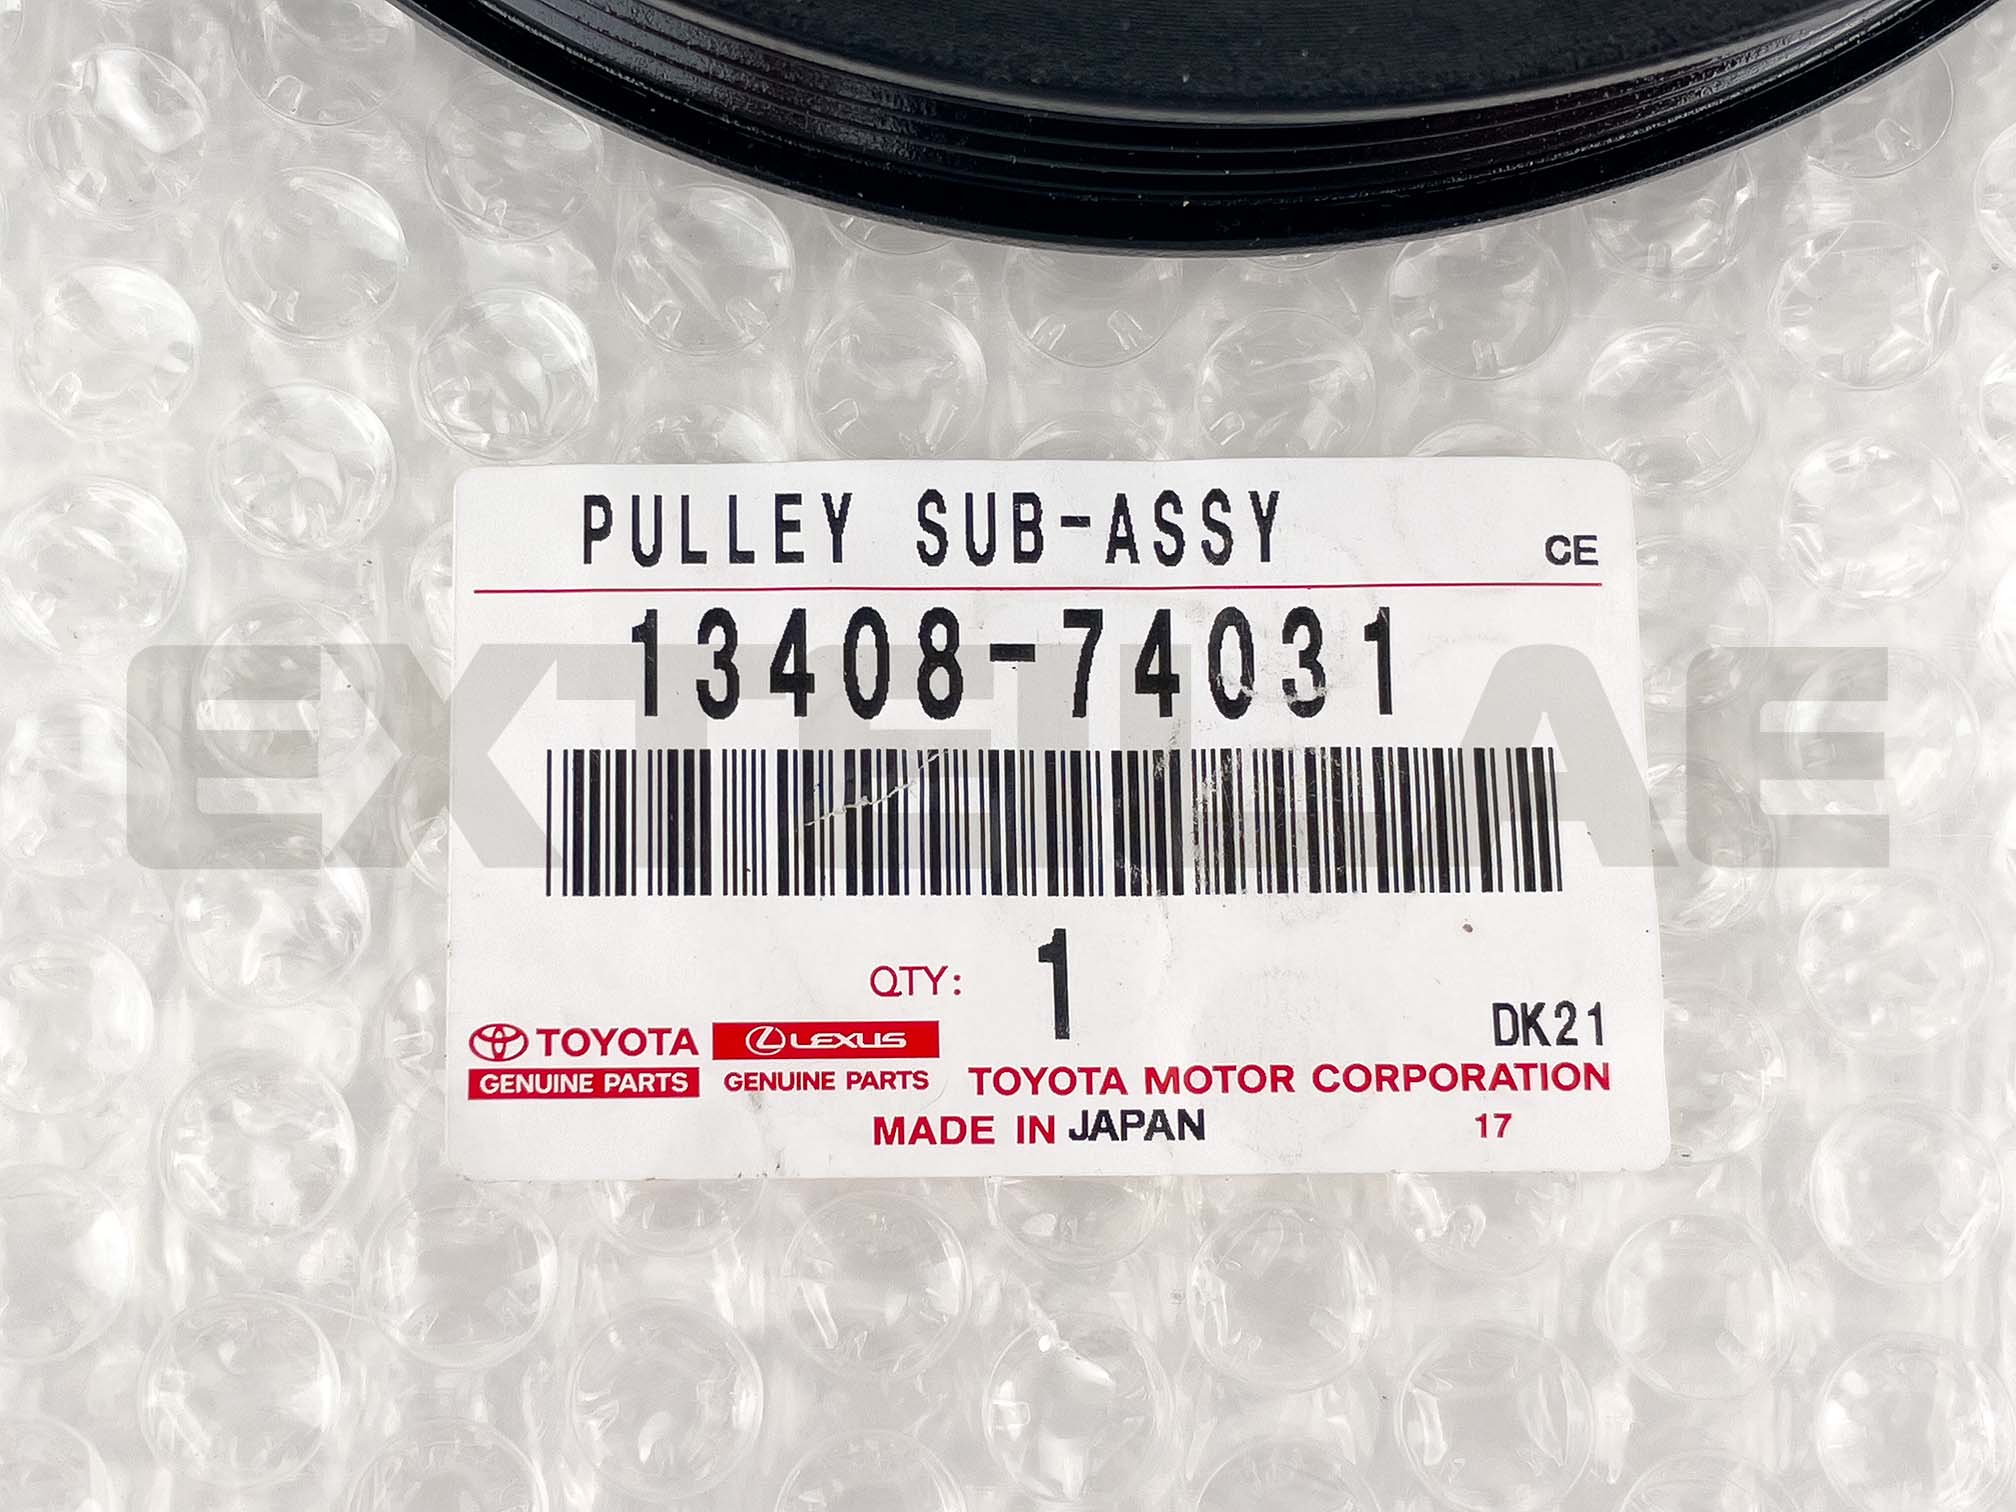 PULLEY SUB-ASSY
CE
13408-74031
EXTEILAE
QTY: 1
DK21
TOYOTA
GENUINE PARTS
LEXUS
GENUINE PARTS
TOYOTA MOTOR CORPORATION
MADE IN JAPAN
17